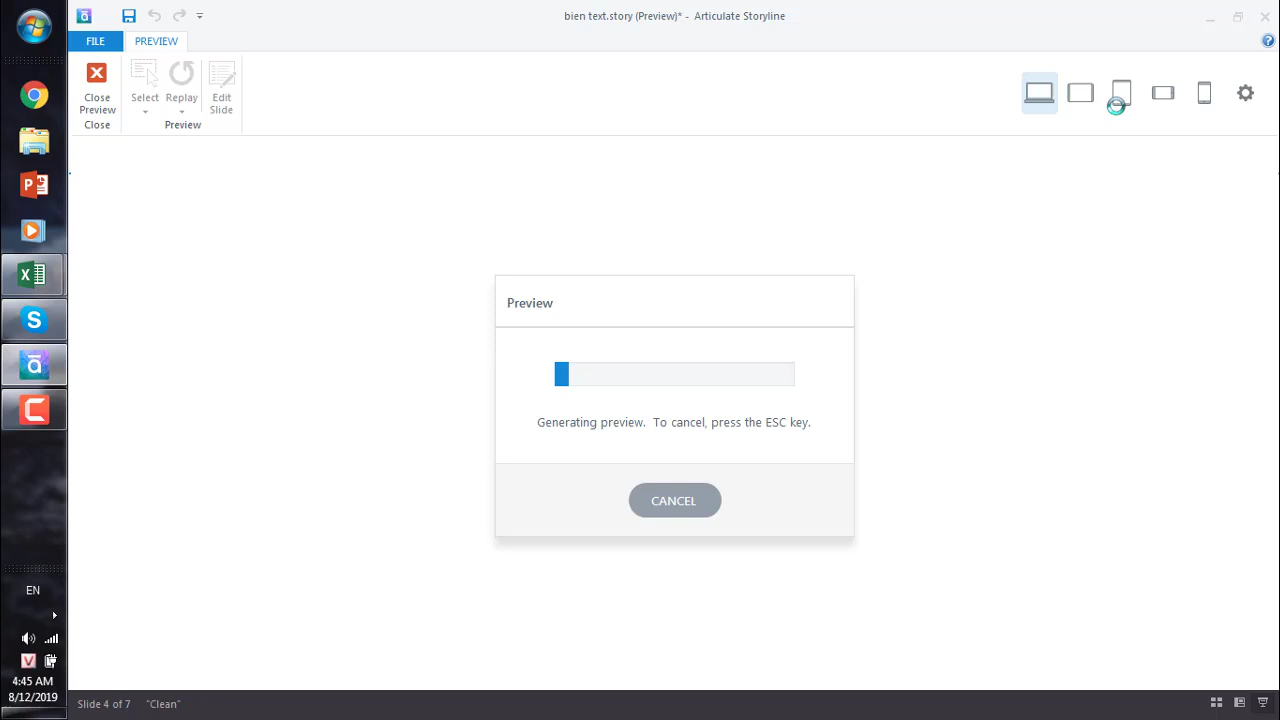 bien text.story (Preview)* - Articulate Storyline
FILE
PREVIEW
Close
Preview
Select
Replay
Edit
Slide
Close
Preview
Preview
Generating preview. To cancel, press the ESC key.
CANCEL
EN
4:45 AM
8/12/2019
Slide 4 of 7 "Clean"